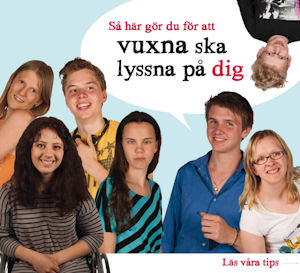 Så här gör du för att
vuxna ska
lyssna på dig
Läs våra tips